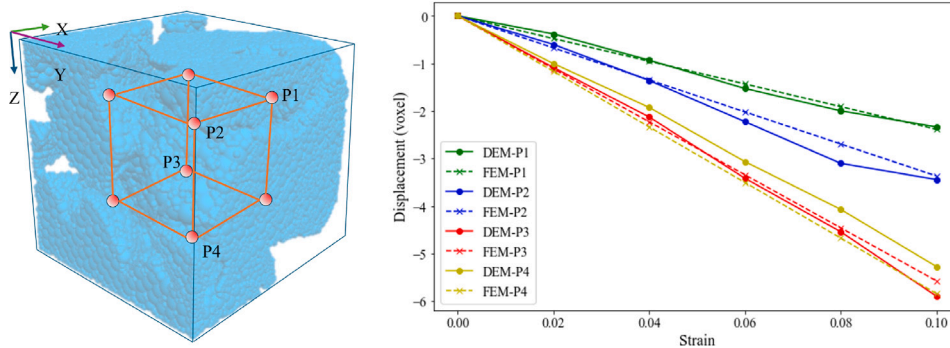 X
Y
Z
P1
P2
P3
P4
Displacement (voxel)
0
−1
−2
−3
−4
−5
−6
DEM-P1
FEM-P1
DEM-P2
FEM-P2
DEM-P3
FEM-P3
DEM-P4
FEM-P4
0.00 0.02 0.04 0.06 0.08 0.10
Strain